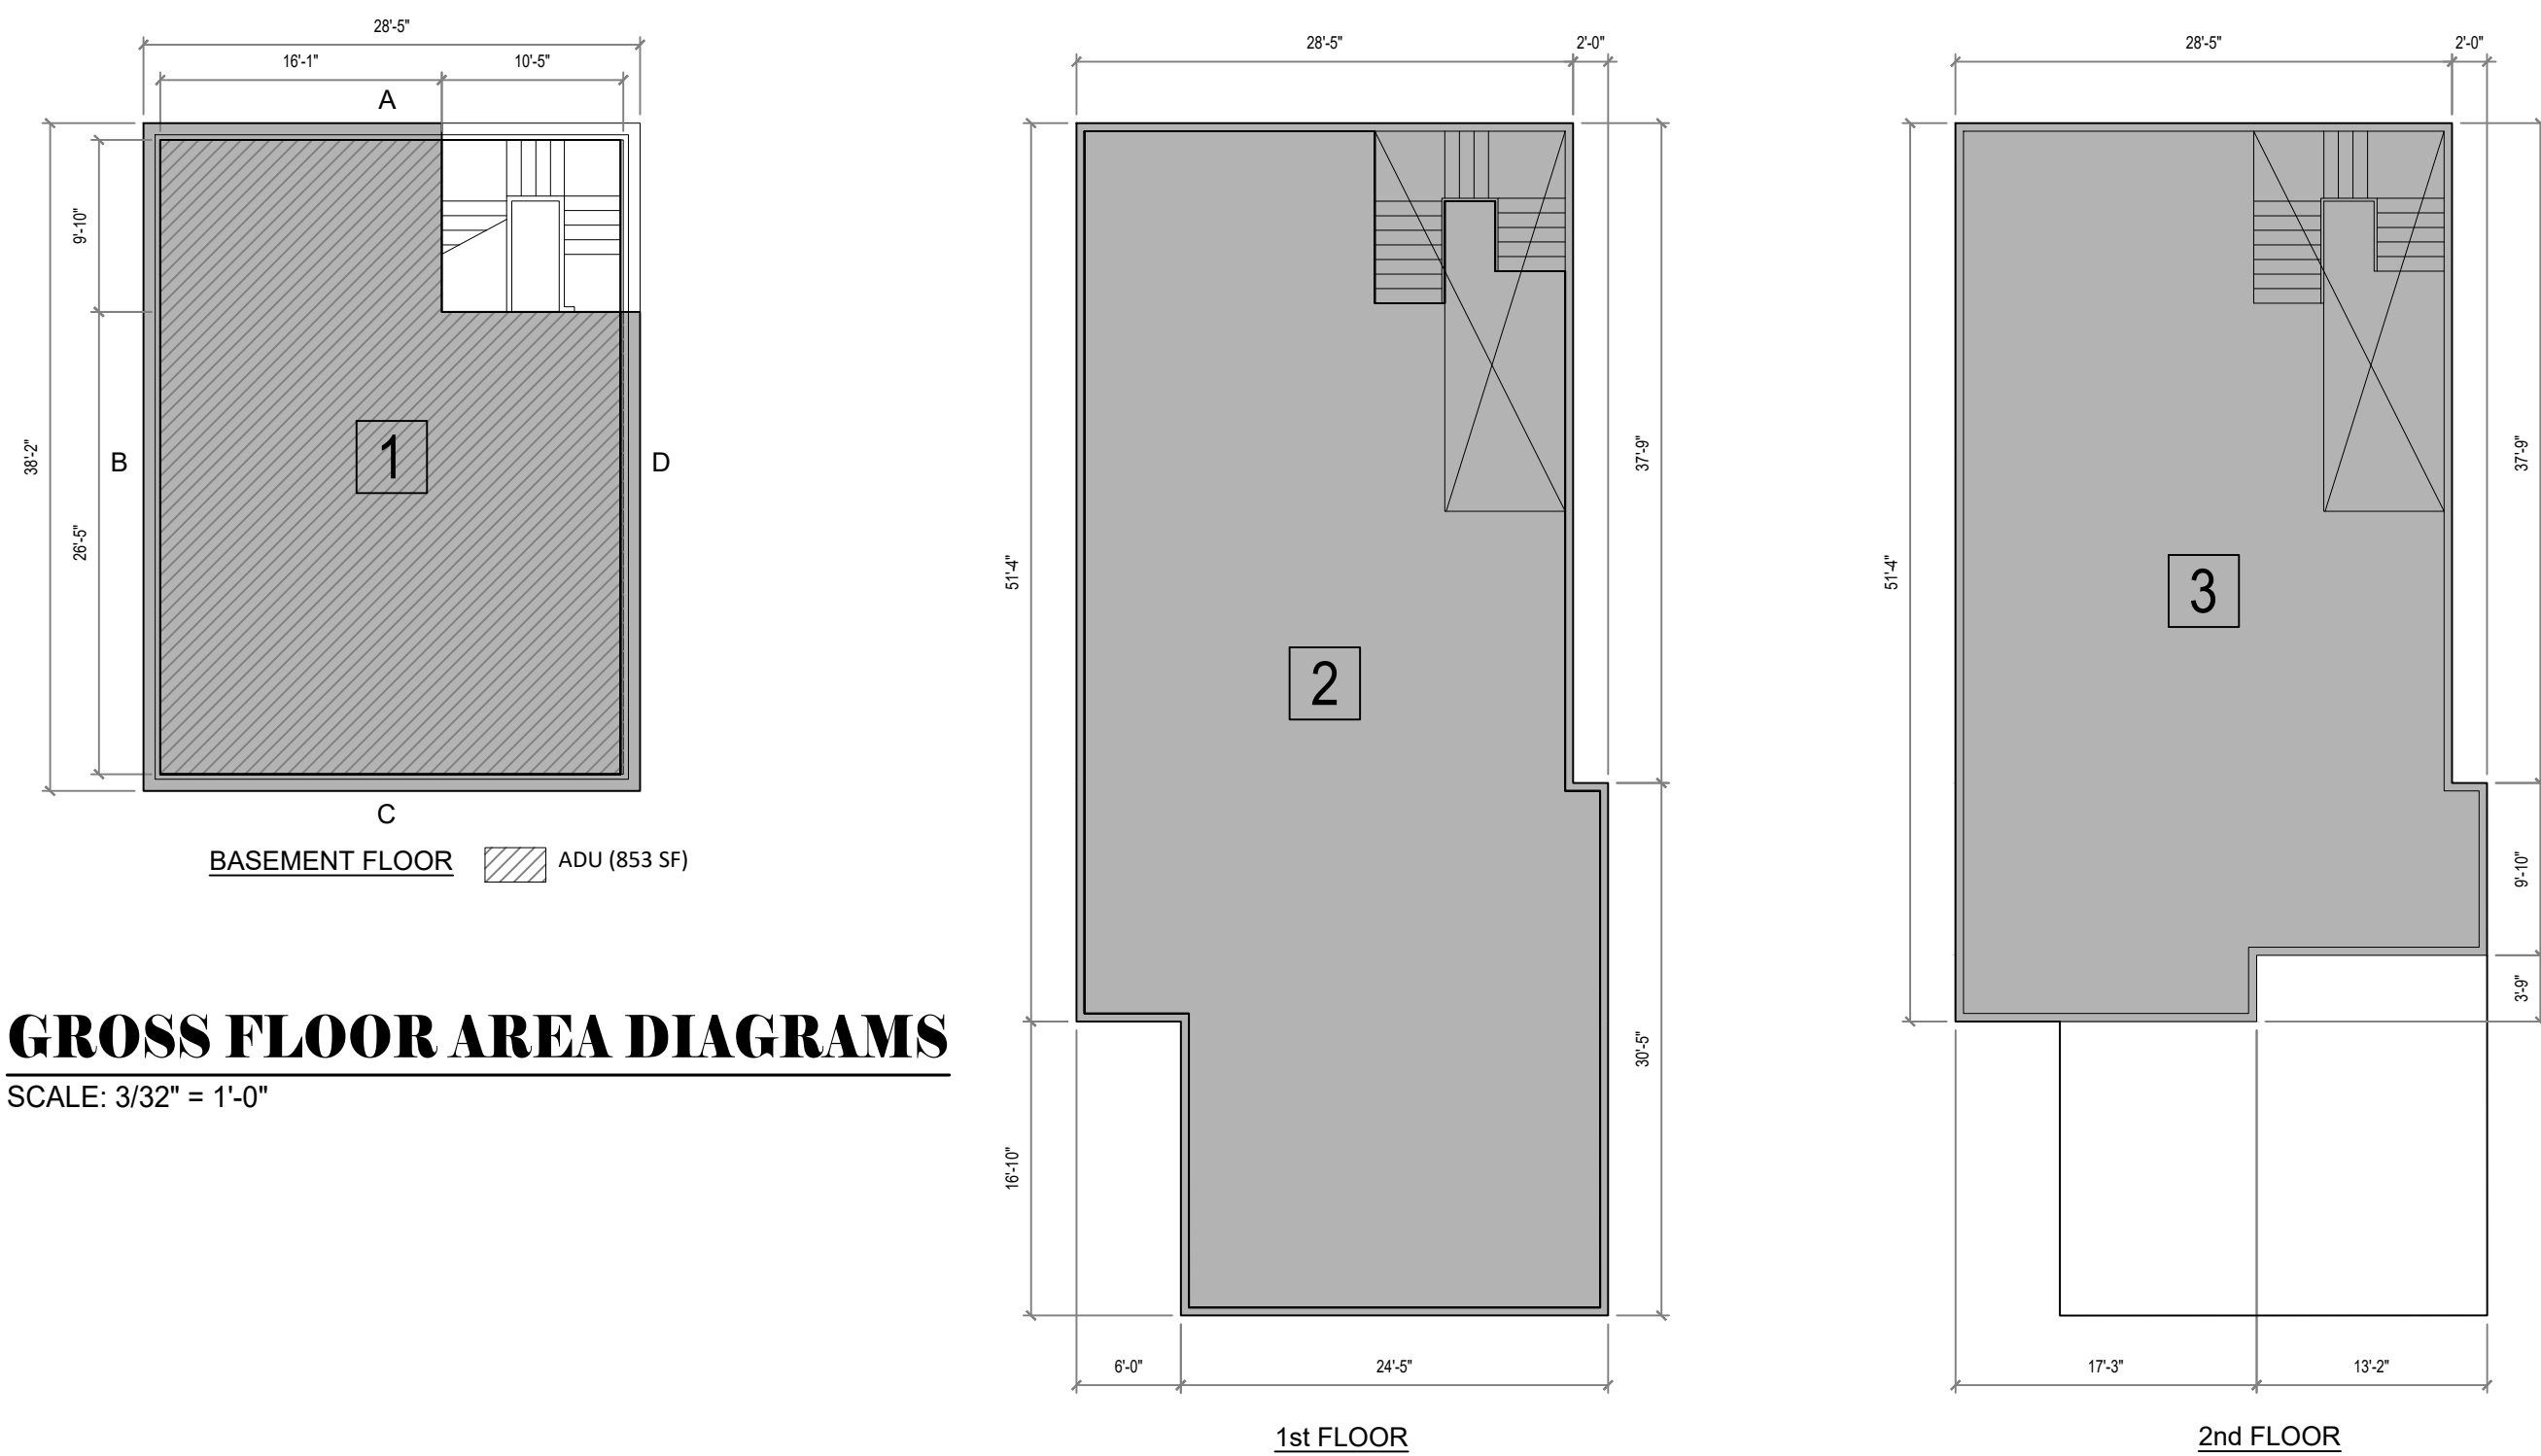 28'-5"
16'-1"
10'-5"
A
9'-10"
38'-2"
B
26'-5"
1
D
C
BASEMENT FLOOR
ADU (853 SF)
GROSS FLOOR AREA DIAGRAMS
SCALE: 3/32" = 1'-0"
28'-5"
2'-0"
37'-9"
51'-4"
2
30'-5"
16'-10"
6'-0"
24'-5"
1st FLOOR
28'-5"
2'-0"
37'-9"
51'-4"
3
9'-10"
3'-9"
17'-3"
13'-2"
2nd FLOOR